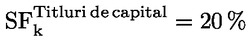 SF_k^{Titluri de capital} = 20 %